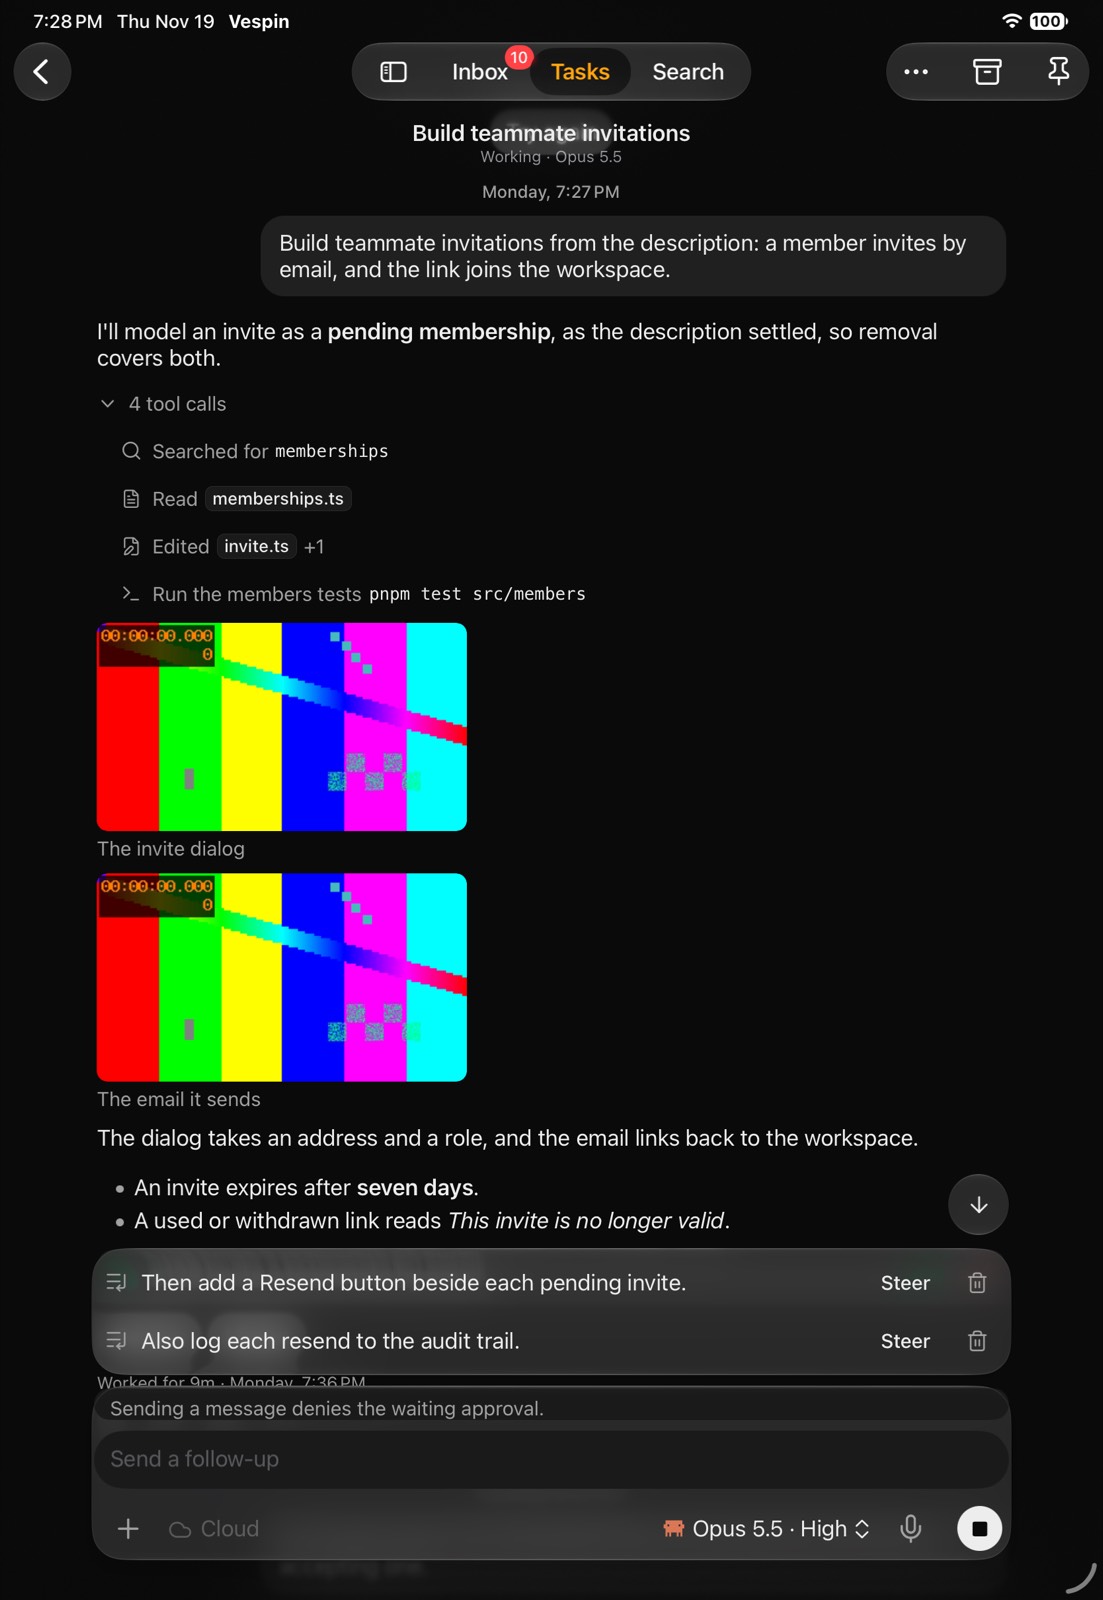 7:28 PM Thu Nov 19 Vespin
100
Inbox
10
Tasks
Search
Build teammate invitations
Working · Opus 5.5
Monday, 7:27 PM
Build teammate invitations from the description: a member invites by
email, and the link joins the workspace.
I'll model an invite as a pending membership, as the description settled, so removal
covers both.
4 tool calls
Searched for memberships
Read memberships.ts
Edited invite.ts +1
Run the members tests pnpm test src/members
00:00:00.000
0
The invite dialog
00:00:00.000
0
The email it sends
The dialog takes an address and a role, and the email links back to the workspace.
• An invite expires after seven days.
• A used or withdrawn link reads This invite is no longer valid.
Then add a Resend button beside each pending invite. Steer
Also log each resend to the audit trail. Steer
Worked for 9m · Monday, 7:36 PM
Sending a message denies the waiting approval.
Send a follow-up
Cloud
Opus 5.5 · High